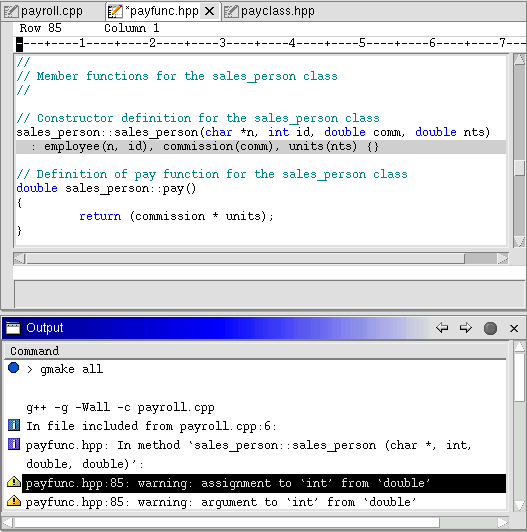 payroll.cpp *payfunc.hpp payclass.hpp
Row 85 Column 1
----+----1----+----2----+----3----+----4----+----5----+----6----+----7--
//
// Member functions for the sales_person class
//
// Constructor definition for the sales_person class
sales_person::sales_person(char *n, int id, double comm, double nts)
: employee(n, id), commission(comm), units(nts) {}
// Definition of pay function for the sales_person class
double sales_person::pay()
{
return (commission * units);
}
Output
Command
> gmake all
g++ -g -Wall -c payroll.cpp
In file included from payroll.cpp:6:
payfunc.hpp: In method ‘sales_person::sales_person (char *, int,
double, double)’:
payfunc.hpp:85: warning: assignment to ‘int’ from ‘double’
payfunc.hpp:85: warning: argument to ‘int’ from ‘double’